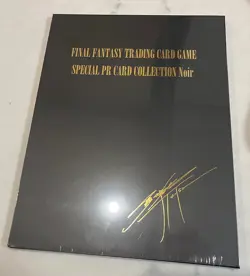 FINAL FANTASY TRADING CARD GAME
SPECIAL PR CARD COLLECTION Noir